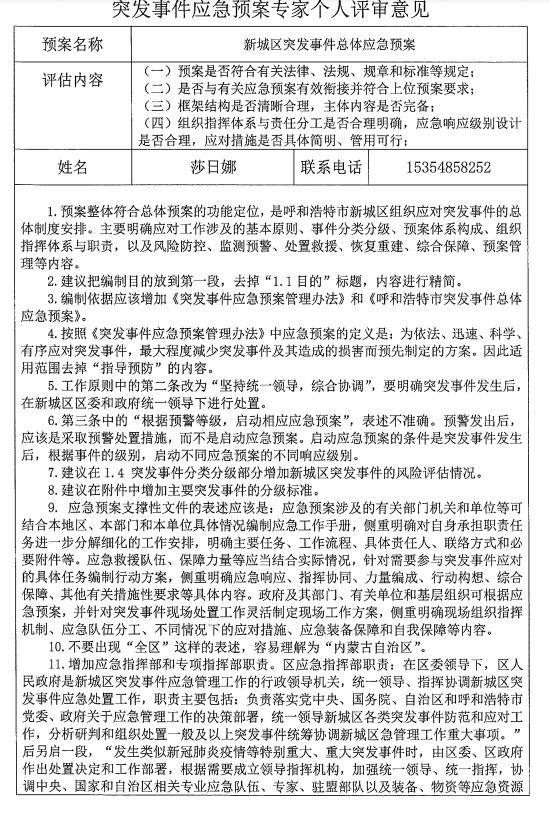 突发事件应急预案专家个人评审意见
预案名称 新城区突发事件总体应急预案
评估内容
（一）预案是否符合有关法律、法规、规章和标准等规定；
（二）是否与有关应急预案有效衔接并符合上位预案要求；
（三）框架结构是否清晰合理，主体内容是否完备；
（四）组织指挥体系与责任分工是否合理明确，应急响应级别设计
是否合理，应对措施是否具体简明、管用可行；
姓名 莎日娜 联系电话 15354858252
1.预案整体符合总体预案的功能定位，是呼和浩特市新城区组织应对突发事件的总
体制度安排。主要明确应对工作涉及的基本原则、事件分类分级、预案体系构成、组织
指挥体系与职责，以及风险防控、监测预警、处置救援、恢复重建、综合保障、预案管
理等内容。
2.建议把编制目的放到第一段，去掉“1.1目的”标题，内容进行精简。
3.编制依据应该增加《突发事件应急预案管理办法》和《呼和浩特市突发事件总体
应急预案》。
4.按照《突发事件应急预案管理办法》中应急预案的定义是：为依法、迅速、科学、
有序应对突发事件，最大程度减少突发事件及其造成的损害而预先制定的方案。因此适
用范围去掉“指导预防”的内容。
5.工作原则中的第二条改为“坚持统一领导，综合协调”，要明确突发事件发生后，
在新城区区委和政府统一领导下进行处置。
6.第三条中的“根据预警等级，启动相应应急预案”，表述不准确。预警发出后，
应该是采取预警处置措施，而不是启动应急预案。启动应急预案的条件是突发事件发生
后，根据事件的级别，启动不同应急预案的不同响应级别。
7.建议在1.4 突发事件分类分级部分增加新城区突发事件的风险评估情况。
8.建议在附件中增加主要突发事件的分级标准。
9. 应急预案支撑性文件的表述应该是：应急预案涉及的有关部门机关和单位等可
结合本地区、本部门和本单位具体情况编制应急工作手册，侧重明确对自身承担职责任
务进一步分解细化的工作安排，明确主要任务、工作流程、具体责任人、联络方式和必
要附件等。应急救援队伍、保障力量等应当结合实际情况，针对需要参与突发事件应对
的具体任务编制行动方案，侧重明确应急响应、指挥协同、力量编成、行动构想、综合
保障、其他有关措施性要求等具体内容。政府及其部门、有关单位和基层组织可根据应
急预案，并针对突发事件现场处置工作灵活制定现场工作方案，侧重明确现场组织指挥
机制、应急队伍分工、不同情况下的应对措施、应急装备保障和自我保障等内容。
10.不要出现“全区”这样的表述，容易理解为“内蒙古自治区”。
11.增加应急指挥部和专项指挥部职责。区应急指挥部职责：在区委领导下，区人
民政府是新城区突发事件应急管理工作的行政领导机关，统一领导、指挥协调新城区突
发事件应急处置工作，职责主要包括：负责落实党中央、国务院、自治区和呼和浩特市
党委、政府关于应急管理工作的决策部署，统一领导新城区各类突发事件防范和应对工
作，分析研判和组织处置一般及以上突发事件统筹协调新城区急管理工作重大事项。”
后另启一段，“发生类似新冠肺炎疫情等特别重大、重大突发事件时，由区委、区政府
作出处置决定和工作部署，根据需要成立领导指挥机构，加强统一领导、统一指挥，协
调中央、国家和自治区相关专业应急队伍、专家、驻盟部队以及装备、物资等应急资源